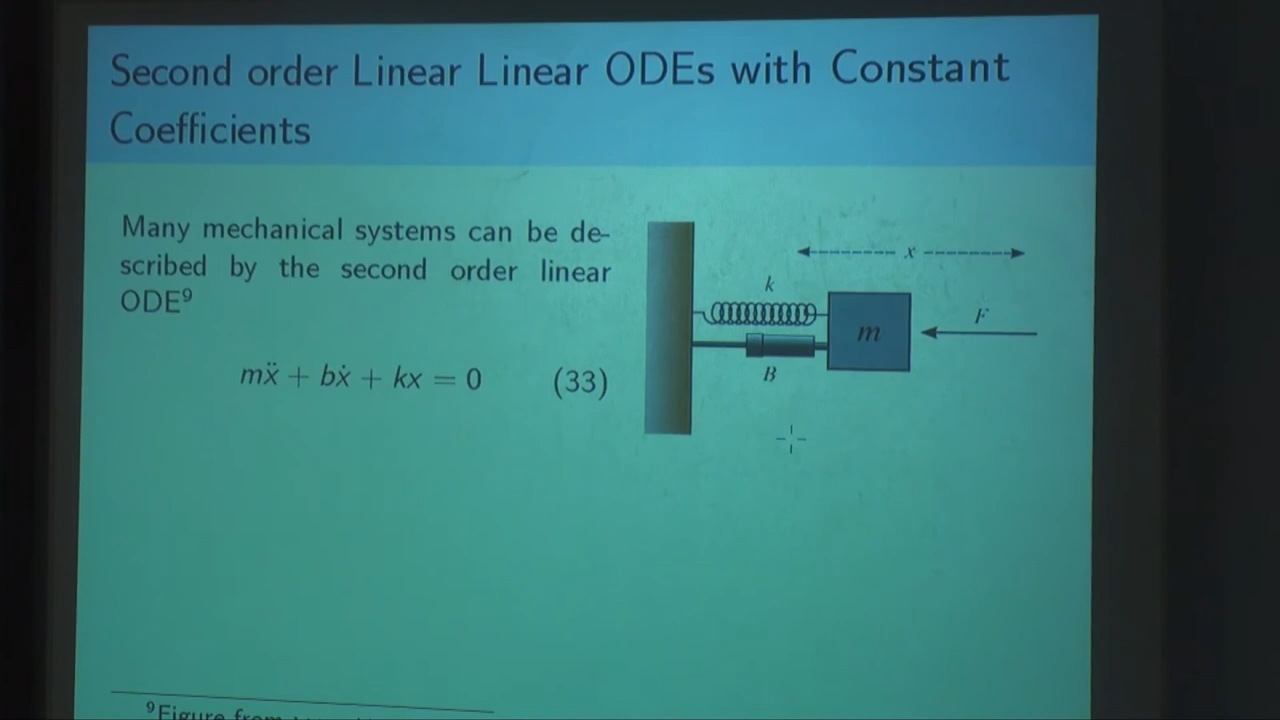 Second order Linear Linear ODEs with Constant
Coefficients
Many mechanical systems can be de-
scribed by the second order linear
ODE⁹
mẍ + bẋ + kx = 0 (33)
x
k
m
F
B
⁹Figure from